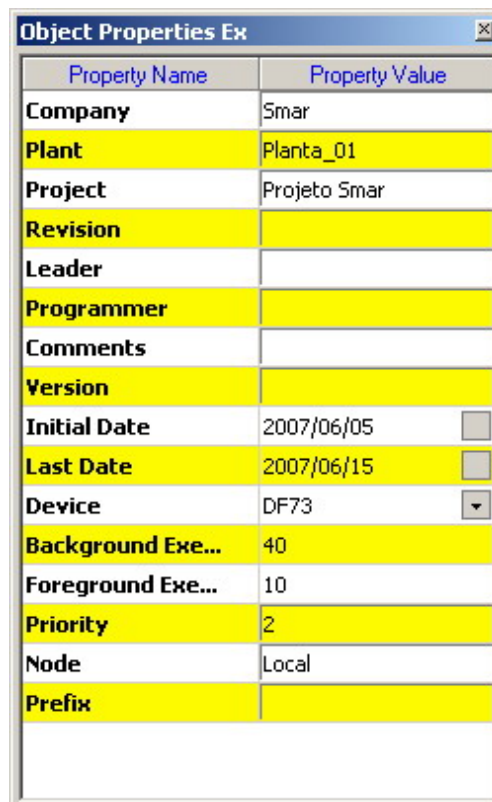 Object Properties Ex
Property Name Property Value
Company Smar
Plant Planta_01
Project Projeto Smar
Revision
Leader
Programmer
Comments
Version
Initial Date 2007/06/05
Last Date 2007/06/15
Device DF73
Background Exe... 40
Foreground Exe... 10
Priority 2
Node Local
Prefix